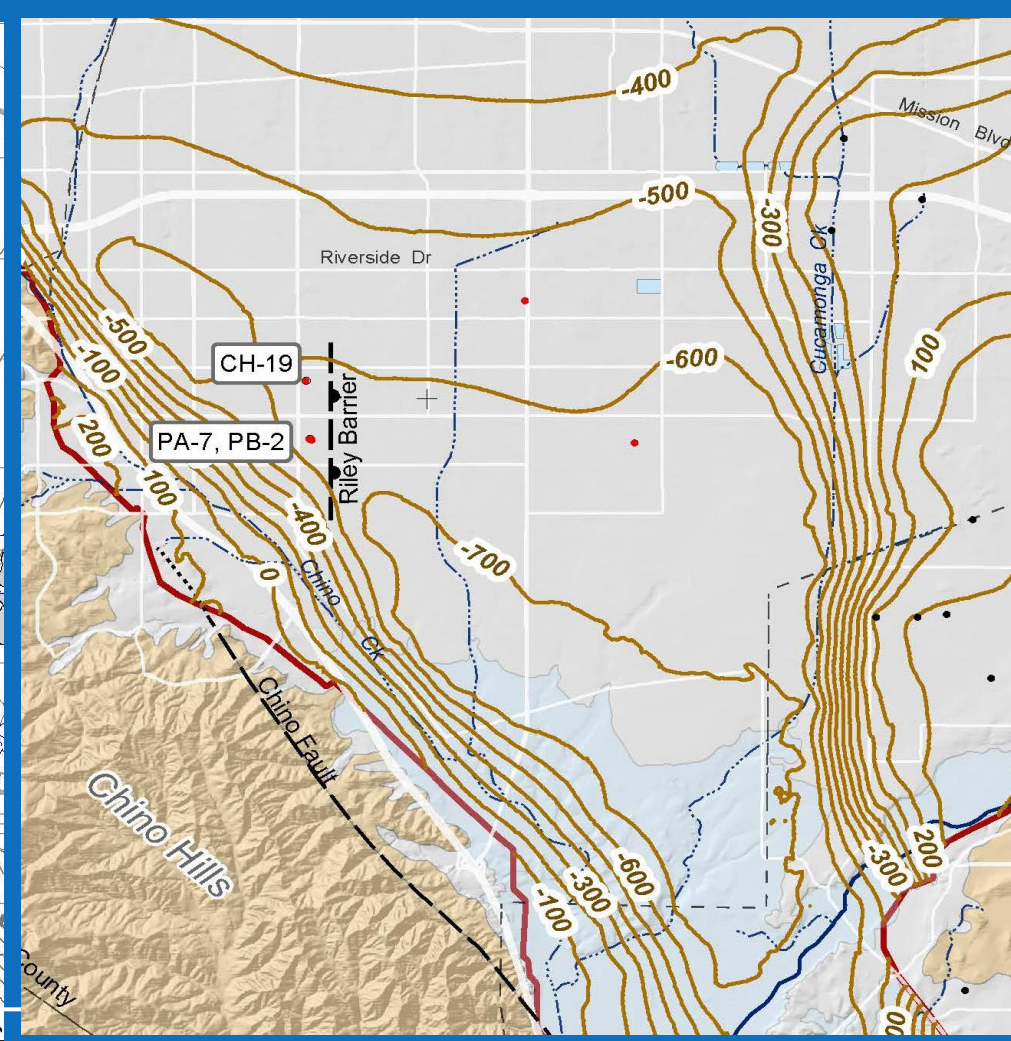 -400
Mission Blvd
-500
-300
Riverside Dr
Cucamonga Ck
-500
-100
CH-19
-600
100
Riley Barrier
200
PA-7, PB-2
100
-400
-700
0
Chino
Ck
Chino Fault
Chino Hills
-600
-300
-100
-300
200
County